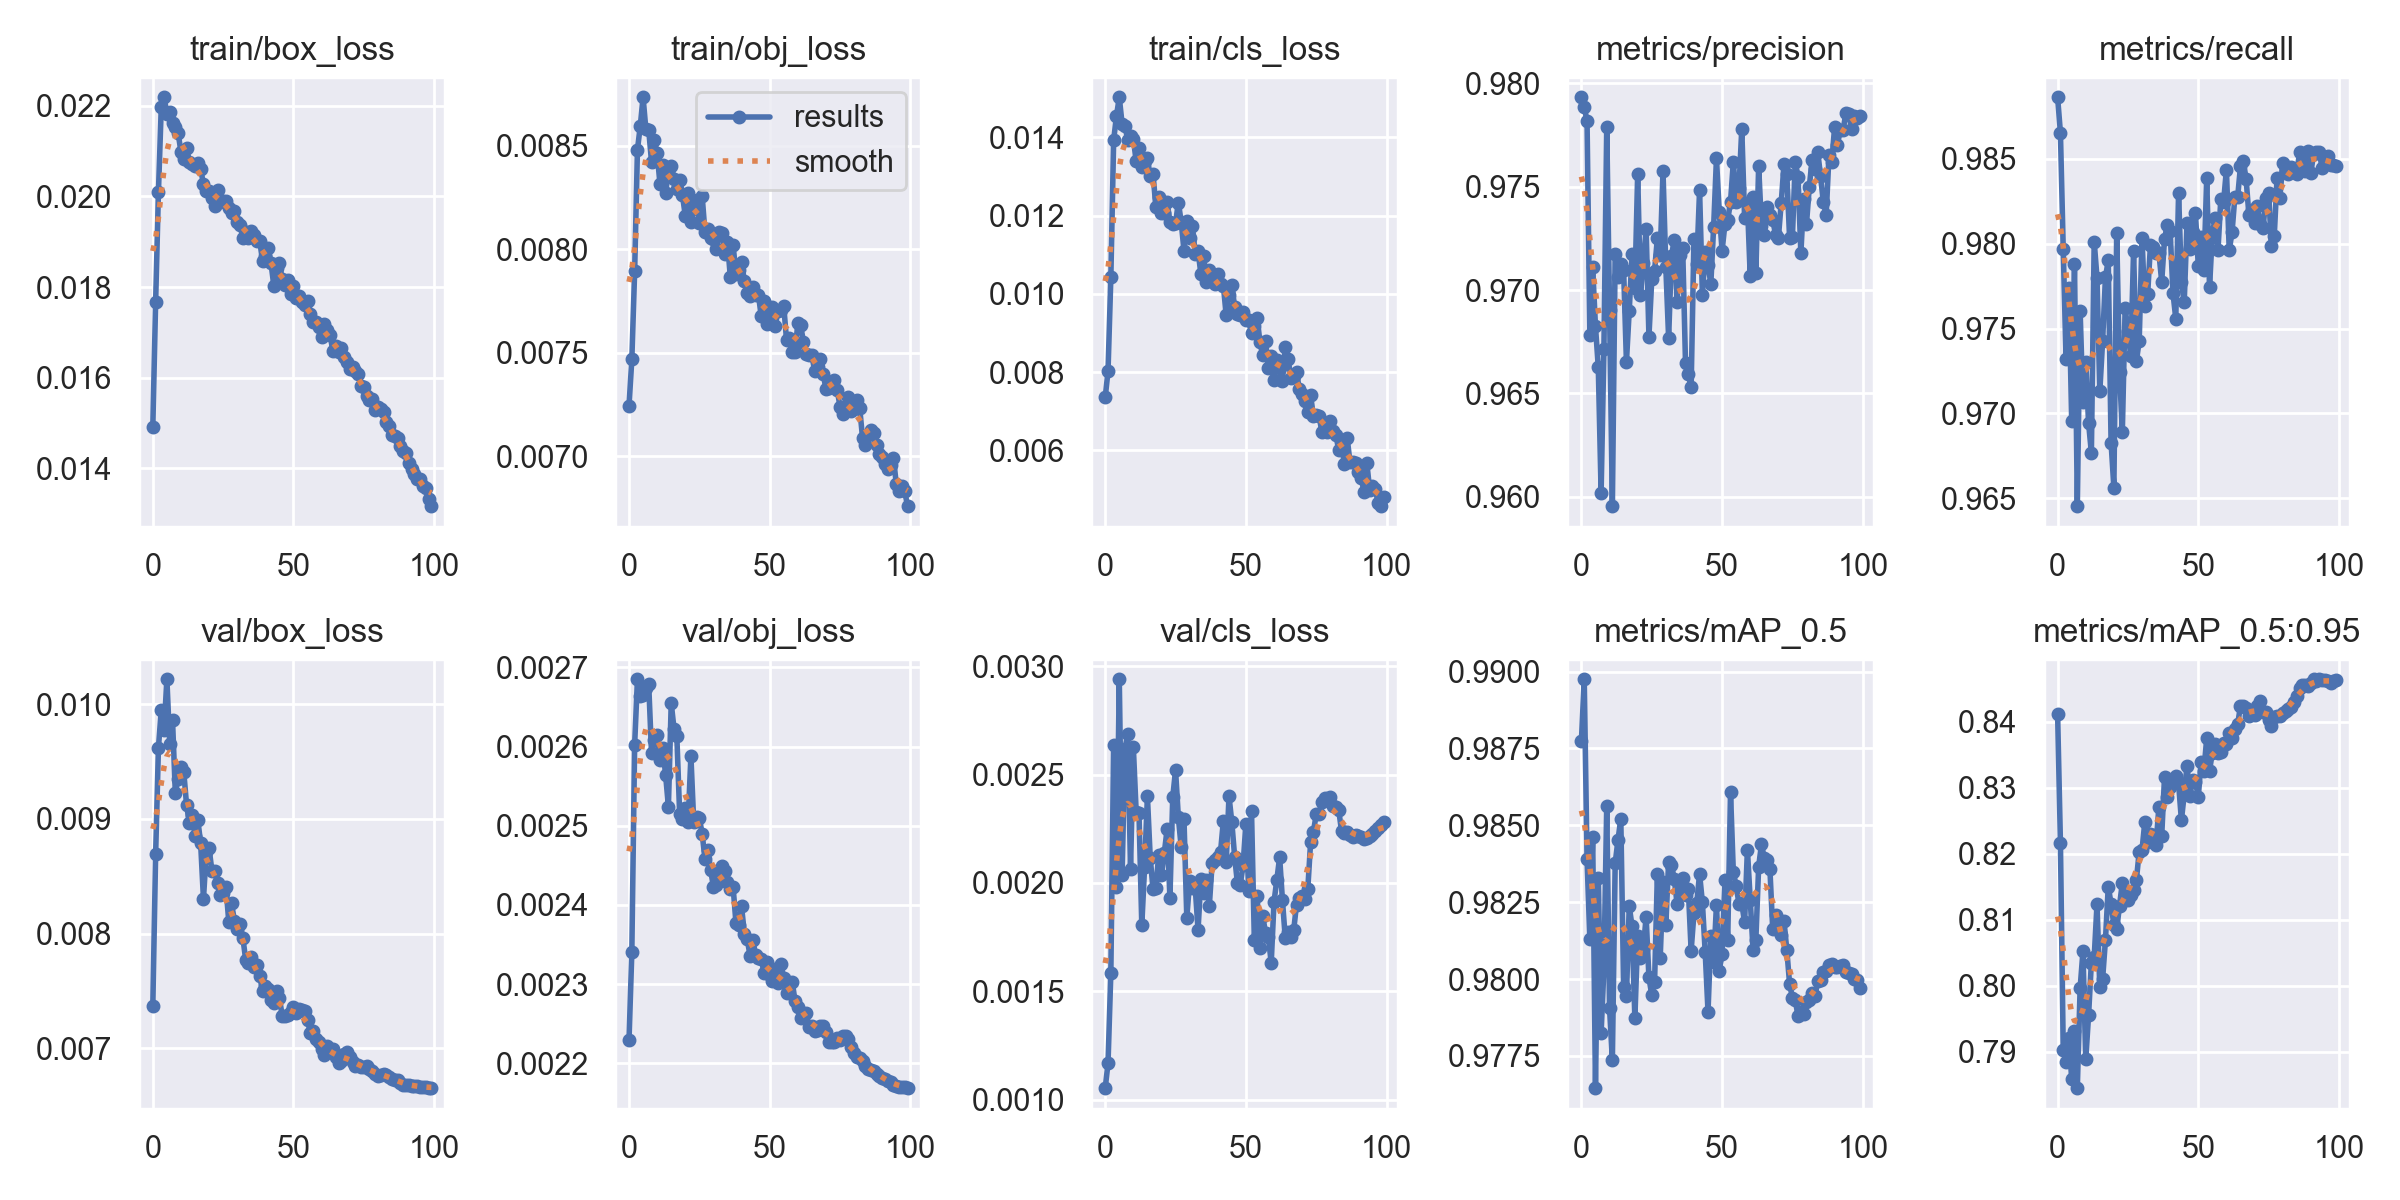 train/box_loss
0.022
0.020
0.018
0.016
0.014
0 50 100
train/obj_loss
results
smooth
0.0085
0.0080
0.0075
0.0070
0 50 100
train/cls_loss
0.014
0.012
0.010
0.008
0.006
0 50 100
metrics/precision
0.980
0.975
0.970
0.965
0.960
0 50 100
metrics/recall
0.985
0.980
0.975
0.970
0.965
0 50 100
val/box_loss
0.010
0.009
0.008
0.007
0 50 100
val/obj_loss
0.0027
0.0026
0.0025
0.0024
0.0023
0.0022
0 50 100
val/cls_loss
0.0030
0.0025
0.0020
0.0015
0.0010
0 50 100
metrics/mAP_0.5
0.9900
0.9875
0.9850
0.9825
0.9800
0.9775
0 50 100
metrics/mAP_0.5:0.95
0.84
0.83
0.82
0.81
0.80
0.79
0 50 100